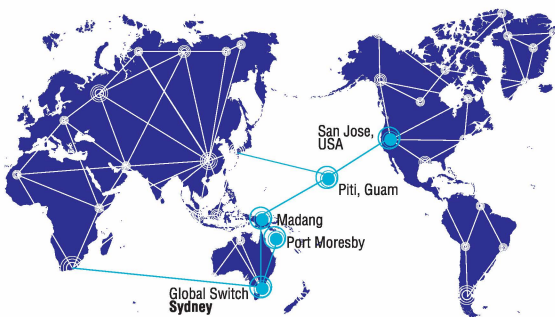 San Jose,
USA
Piti, Guam
Madang
Port Moresby
Global Switch
Sydney